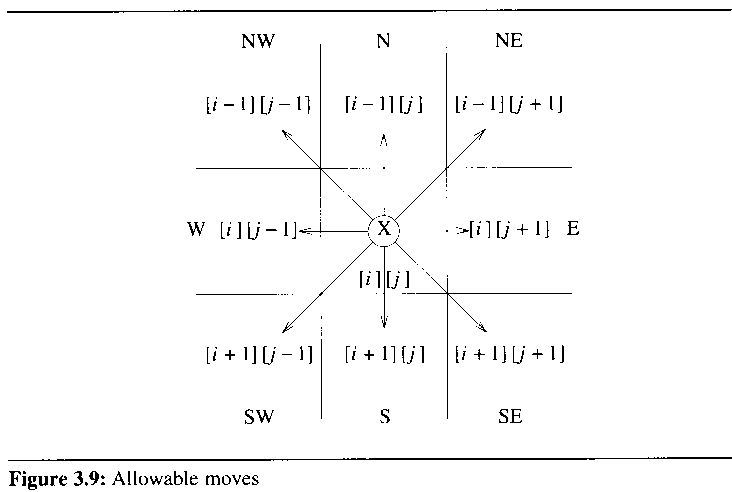 NW N NE
[i-1][j-1] [i-1][j] [i-1][j+1]
W [i][j-1] X [i][j+1] E
[i][j]
[i+1][j-1] [i+1][j] [i+1][j+1]
SW S SE
Figure 3.9: Allowable moves